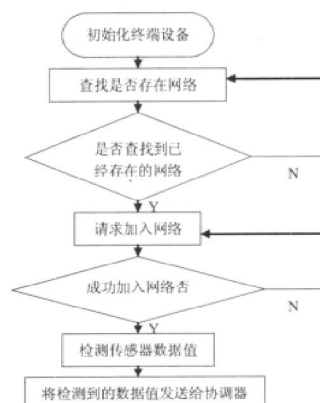 初始化终端设备
查找是否存在网络
是否查找到已
经存在的网络
N
Y
请求加入网络
成功加入网络否
N
Y
检测传感器数据值
将检测到的数据值发送给协调器